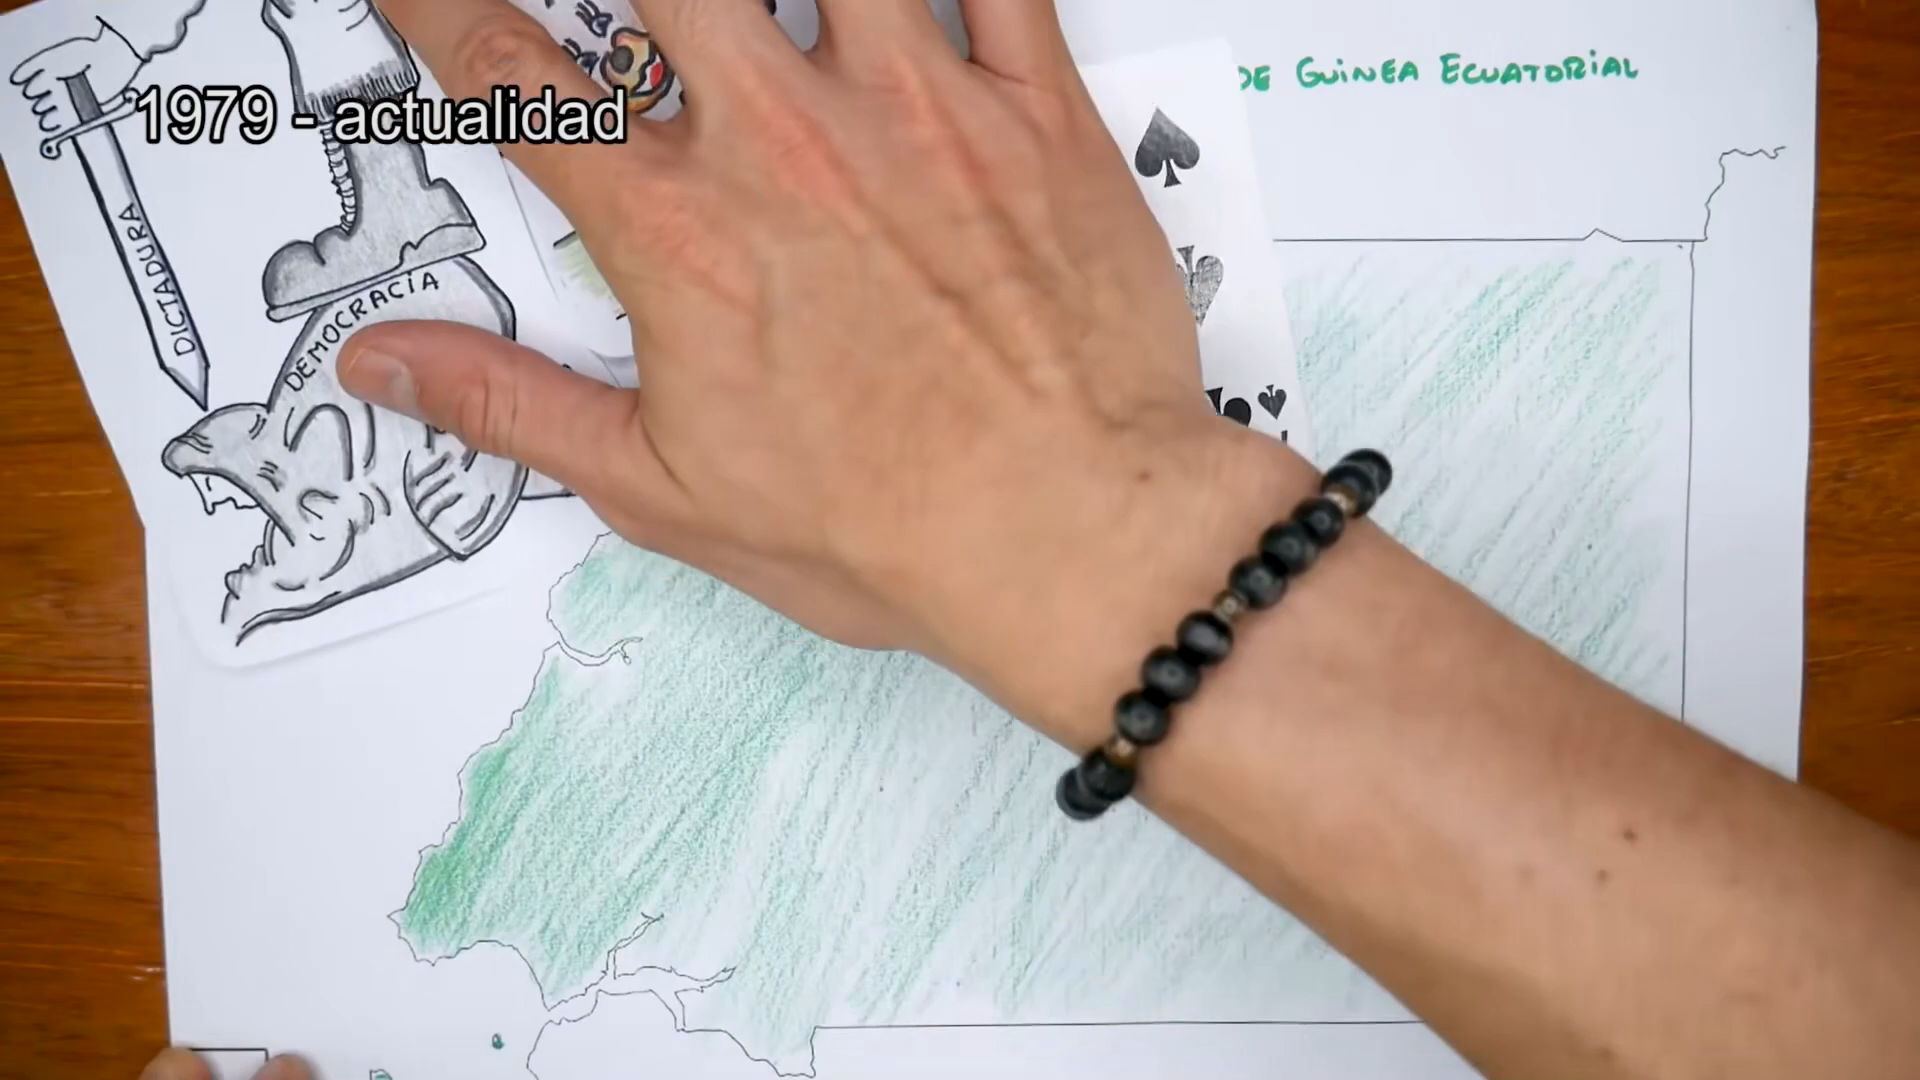 DE GUINEA ECUATORIAL
1979 - actualidad
DICTADURA
DEMOCRACIA